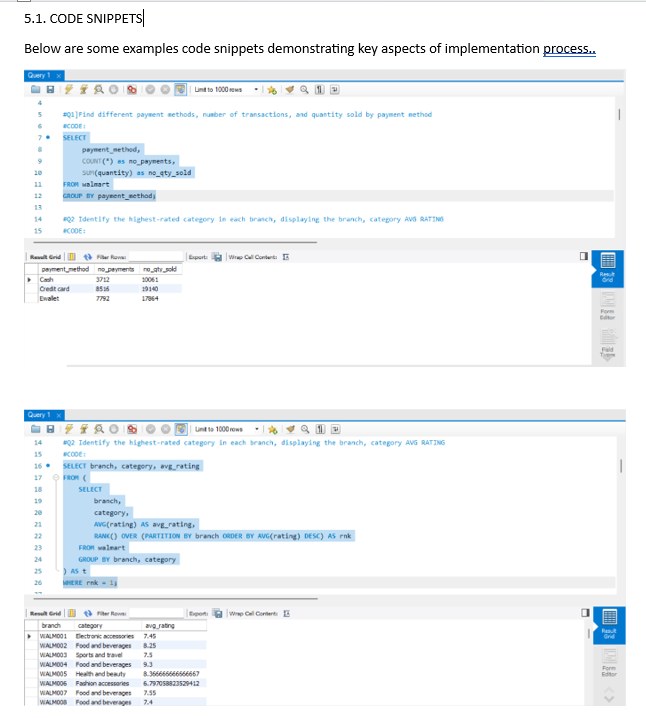 5.1. CODE SNIPPETS
Below are some examples code snippets demonstrating key aspects of implementation process..
Query 1 ×
Limit to 1000 rows
4
5 #Q1]Find different payment methods, number of transactions, and quantity sold by payment method
6 #CODE:
7 SELECT
8 payment_method,
9 COUNT(*) as no_payments,
10 SUM(quantity) as no_qty_sold
11 FROM walmart
12 GROUP BY payment_method;
13
14 #Q2 Identify the highest-rated category in each branch, displaying the branch, category AVG RATING
15 #CODE:
Result Grid Filter Rows: Export: Wrap Cell Content:
payment_method no_payments no_qty_sold
Cash 3712 10061
Credit card 8516 19140
Ewallet 7792 17864
Result Grid
Form Editor
Field Types
Query 1 ×
Limit to 1000 rows
14 #Q2 Identify the highest-rated category in each branch, displaying the branch, category AVG RATING
15 #CODE:
16 SELECT branch, category, avg_rating
17 FROM (
18 SELECT
19 branch,
20 category,
21 AVG(rating) AS avg_rating,
22 RANK() OVER (PARTITION BY branch ORDER BY AVG(rating) DESC) AS rnk
23 FROM walmart
24 GROUP BY branch, category
25 ) AS t
26 WHERE rnk = 1;
Result Grid Filter Rows: Export: Wrap Cell Content:
branch category avg_rating
WALM001 Electronic accessories 7.45
WALM002 Food and beverages 8.25
WALM003 Sports and travel 7.5
WALM004 Food and beverages 9.3
WALM005 Health and beauty 8.366666666666667
WALM006 Fashion accessories 6.797058823529412
WALM007 Food and beverages 7.55
WALM008 Food and beverages 7.4
Result Grid
Form Editor